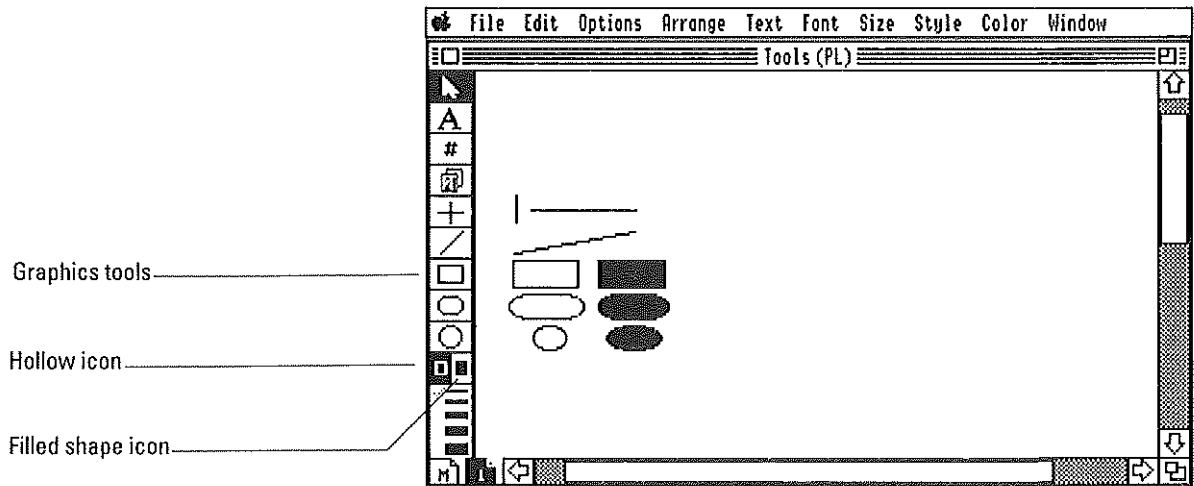 File Edit Options Arrange Text Font Size Style Color Window
Tools (PL)
A
#
Graphics tools
Hollow icon
Filled shape icon
M 1